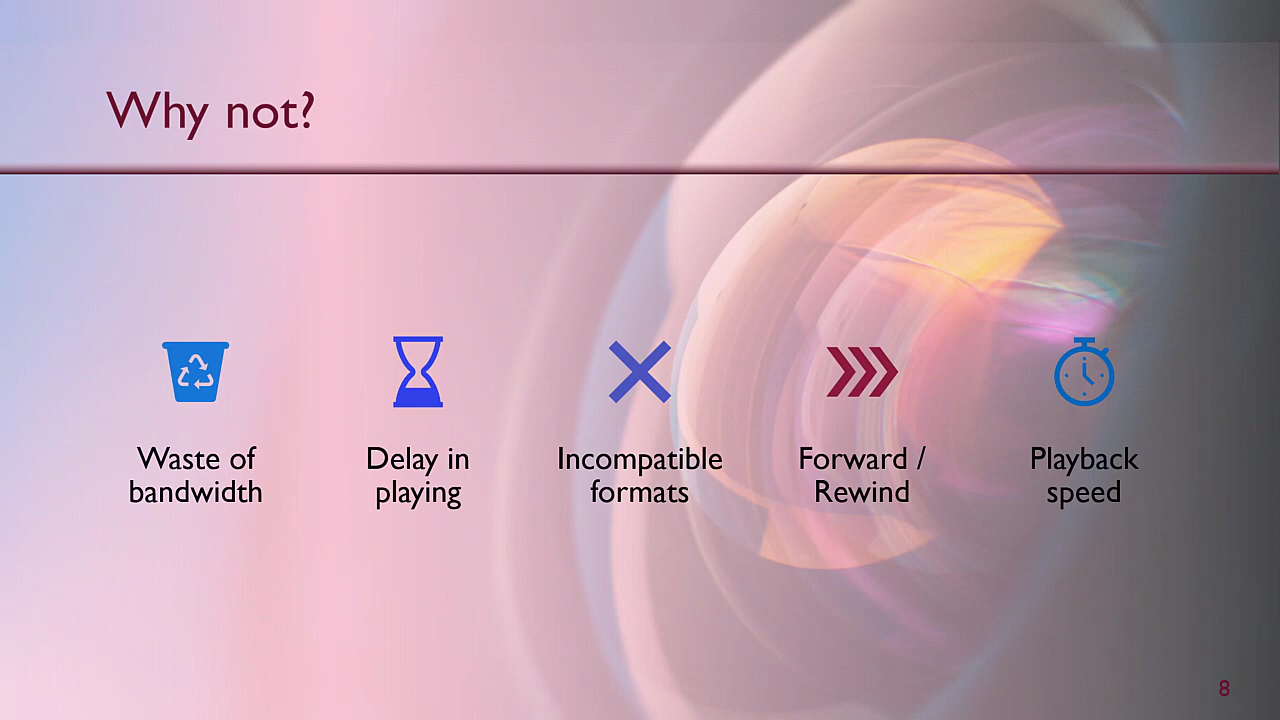 Why not?
Waste of
bandwidth
Delay in
playing
Incompatible
formats
Forward /
Rewind
Playback
speed
8